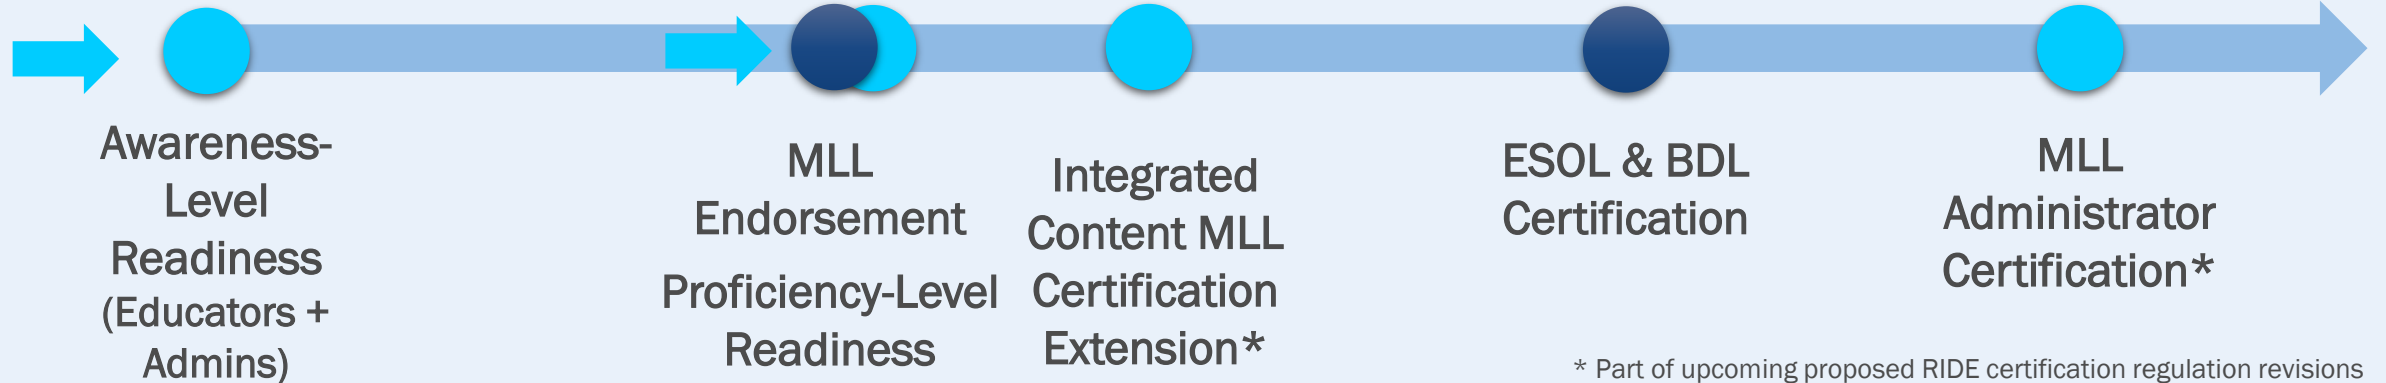 Awareness-
Level
Readiness
(Educators +
Admins)
MLL
Endorsement
Proficiency-Level
Readiness
Integrated
Content MLL
Certification
Extension*
ESOL & BDL
Certification
MLL
Administrator
Certification*
* Part of upcoming proposed RIDE certification regulation revisions